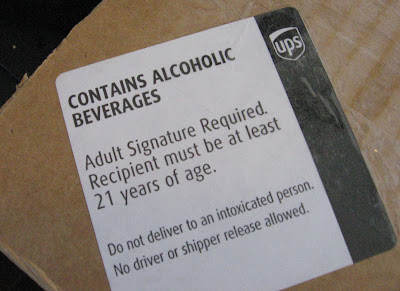 ups
CONTAINS ALCOHOLIC
BEVERAGES
Adult Signature Required.
Recipient must be at least
21 years of age.
Do not deliver to an intoxicated person.
No driver or shipper release allowed.